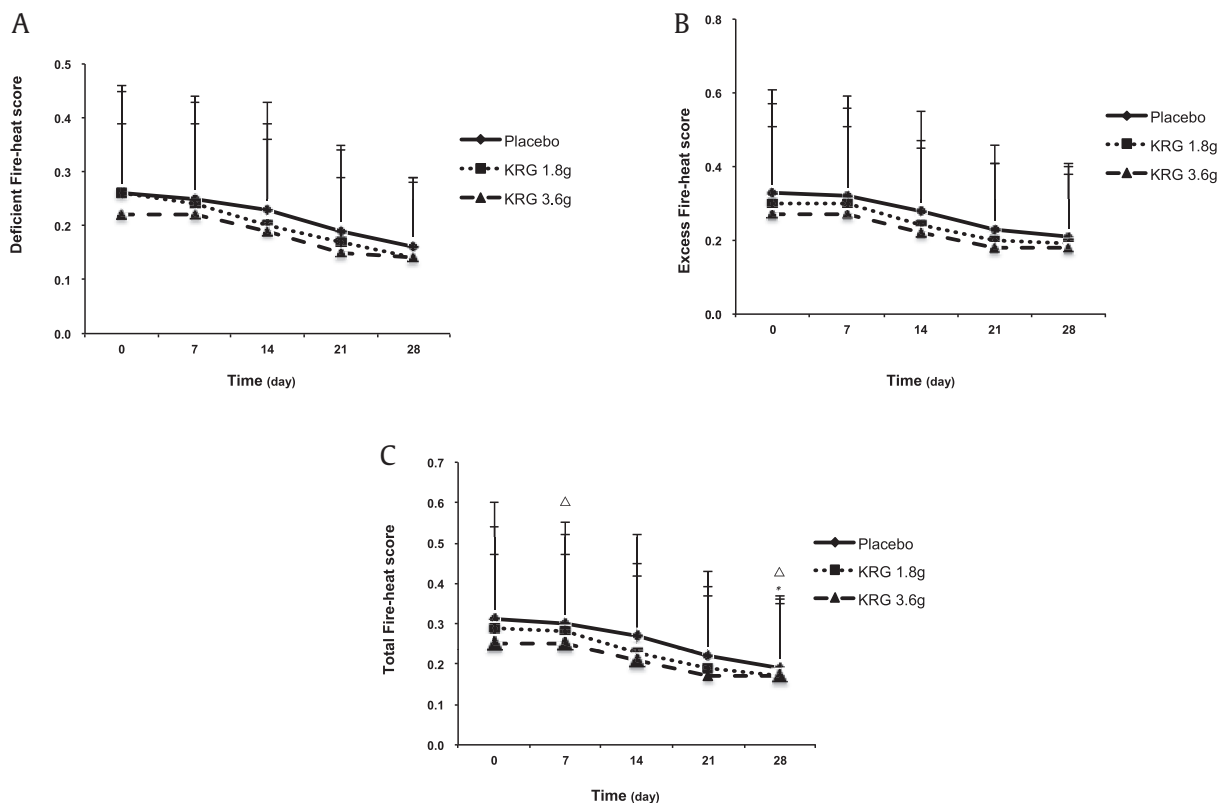 A
Deficient Fire-heat score
0.5
0.4
0.3
0.2
0.1
0.0
0 7 14 21 28
Time (day)
Placebo
KRG 1.8g
KRG 3.6g
B
Excess Fire-heat score
0.8
0.6
0.4
0.2
0.0
0 7 14 21 28
Time (day)
Placebo
KRG 1.8g
KRG 3.6g
C
Total Fire-heat score
0.7
0.6
0.5
0.4
0.3
0.2
0.1
0.0
△
△
*
0 7 14 21 28
Time (day)
Placebo
KRG 1.8g
KRG 3.6g